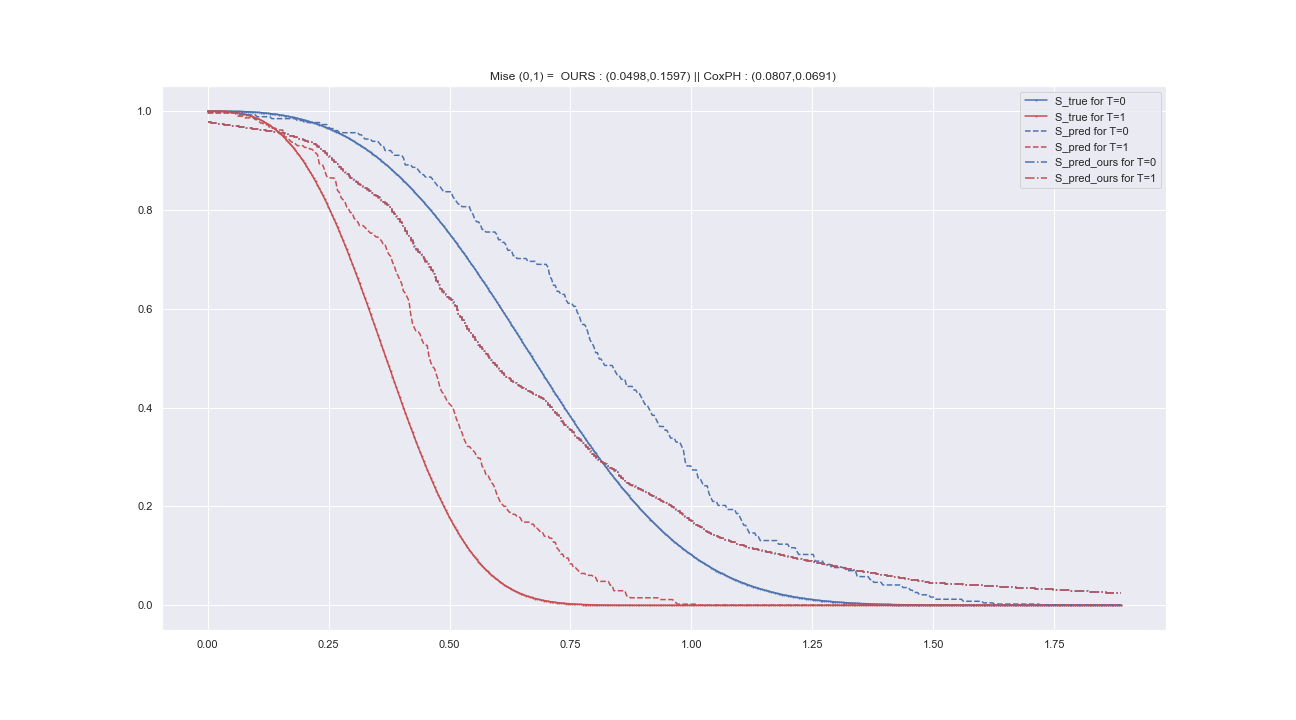 Mise (0,1) =  OURS : (0.0498,0.1597) || CoxPH : (0.0807,0.0691)
S_true for T=0
S_true for T=1
S_pred for T=0
S_pred for T=1
S_pred_ours for T=0
S_pred_ours for T=1
1.0
0.8
0.6
0.4
0.2
0.0
0.00 0.25 0.50 0.75 1.00 1.25 1.50 1.75